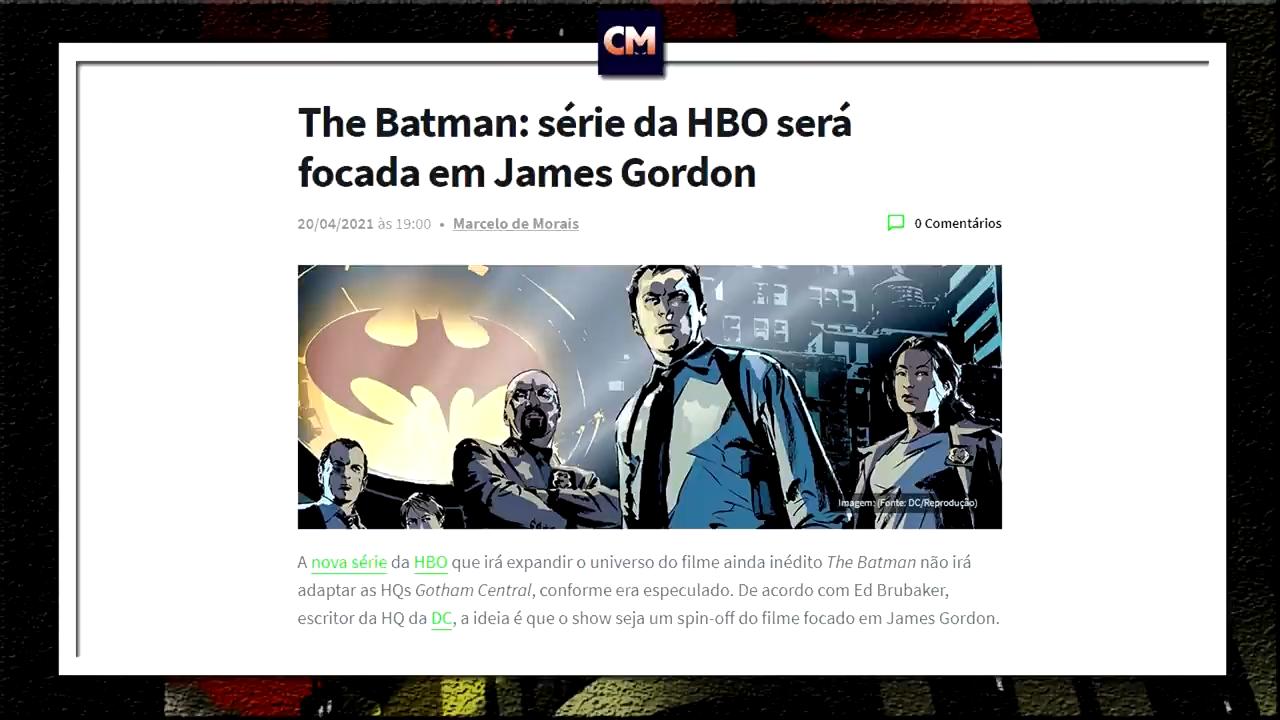 CM
The Batman: série da HBO será
focada em James Gordon
20/04/2021 às 19:00 • Marcelo de Morais
0 Comentários
Imagem: (Fonte: DC/Reprodução)
A nova série da HBO que irá expandir o universo do filme ainda inédito The Batman não irá
adaptar as HQs Gotham Central, conforme era especulado. De acordo com Ed Brubaker,
escritor da HQ da DC, a ideia é que o show seja um spin-off do filme focado em James Gordon.